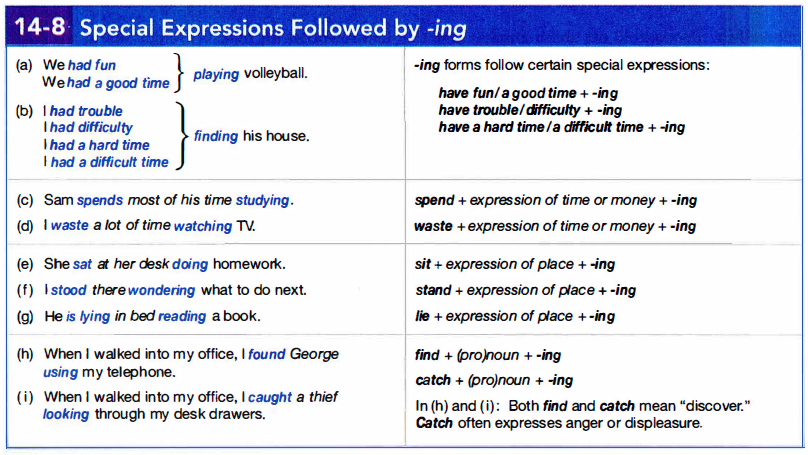 14-8 Special Expressions Followed by -ing
(a) We had fun
We had a good time
playing volleyball.
-ing forms follow certain special expressions:
have fun/a good time + -ing
have trouble/difficulty + -ing
have a hard time/a difficult time + -ing
(b) I had trouble
I had difficulty
I had a hard time
I had a difficult time
finding his house.
(c) Sam spends most of his time studying.
spend + expression of time or money + -ing
(d) I waste a lot of time watching TV.
waste + expression of time or money + -ing
(e) She sat at her desk doing homework.
sit + expression of place + -ing
(f) I stood there wondering what to do next.
stand + expression of place + -ing
(g) He is lying in bed reading a book.
lie + expression of place + -ing
(h) When I walked into my office, I found George
using my telephone.
find + (pro)noun + -ing
catch + (pro)noun + -ing
(i) When I walked into my office, I caught a thief
looking through my desk drawers.
In (h) and (i): Both find and catch mean "discover."
Catch often expresses anger or displeasure.